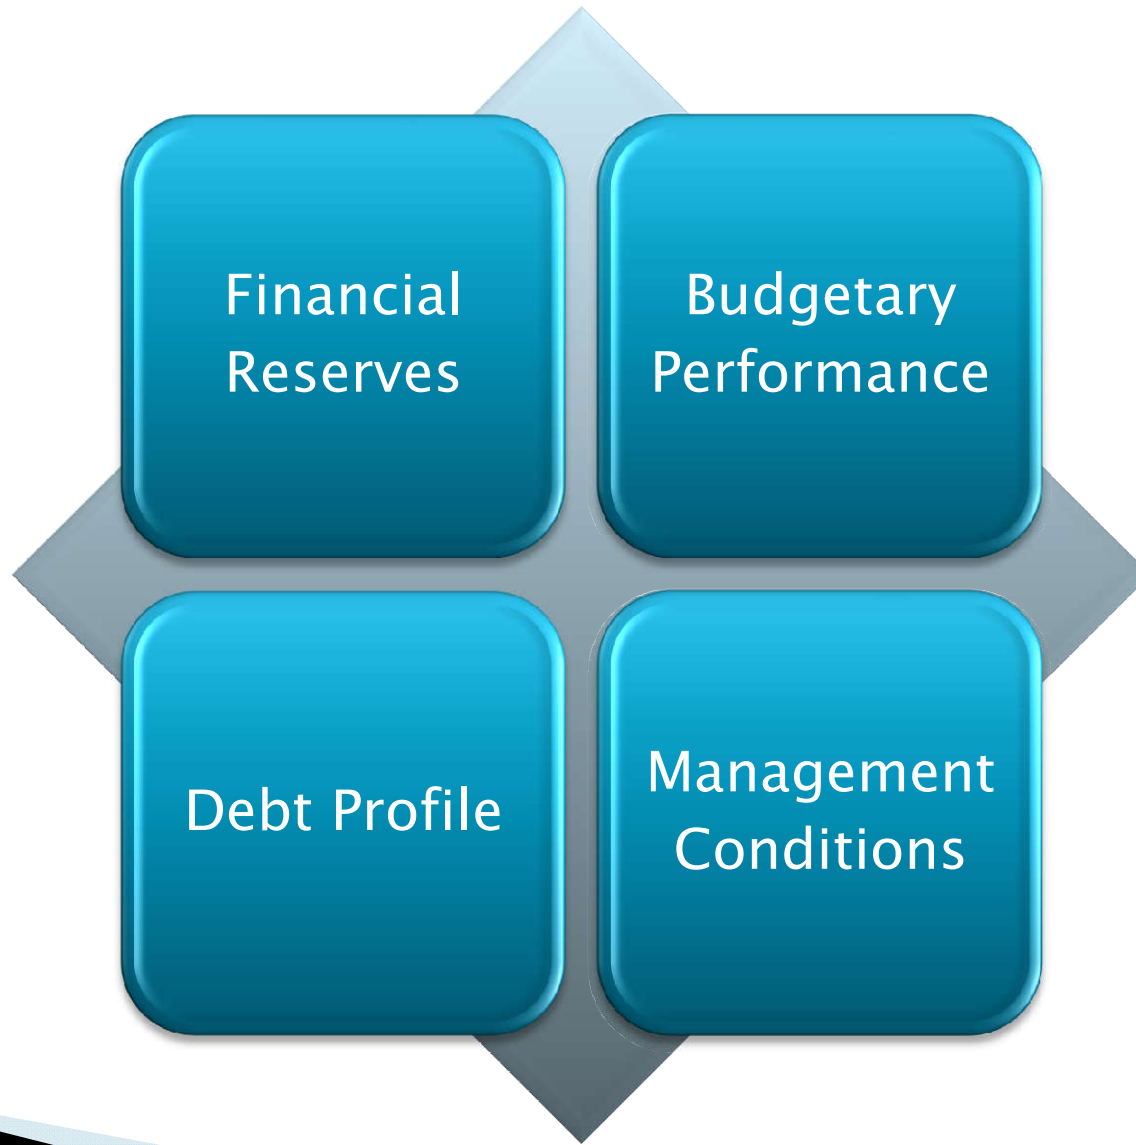 Financial
Reserves
Budgetary
Performance
Debt Profile
Management
Conditions